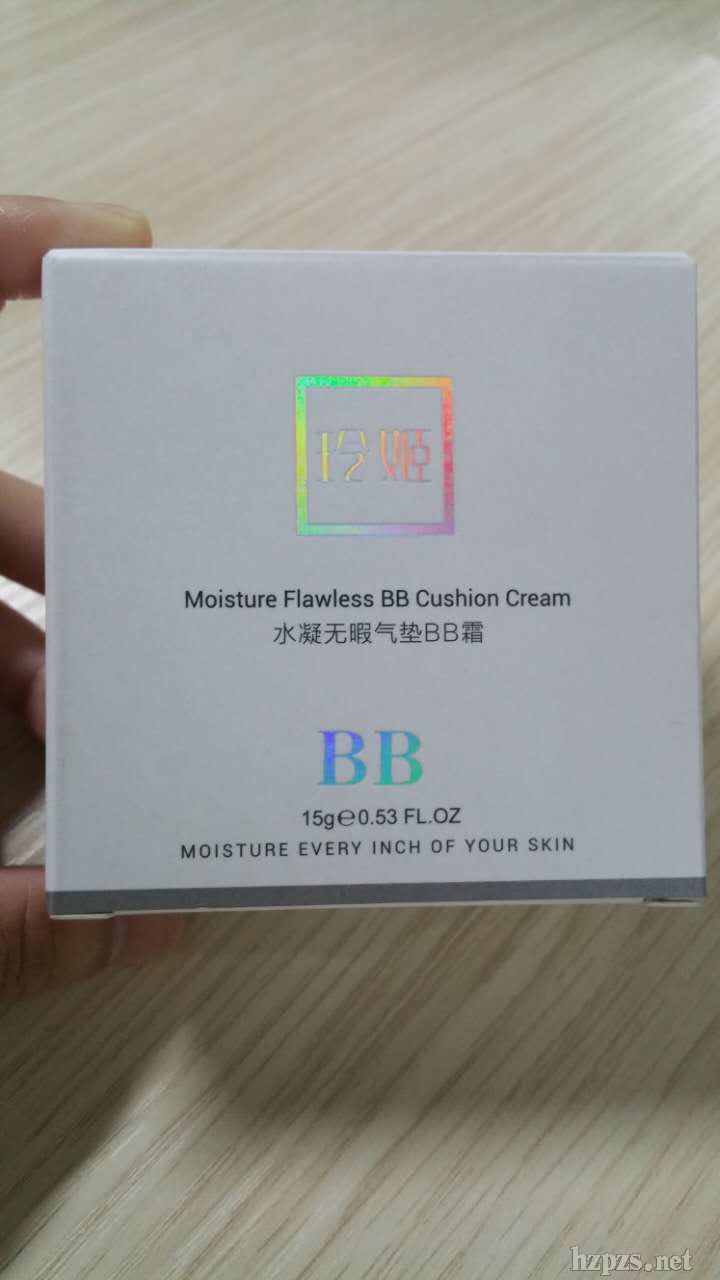 玲姬
Moisture Flawless BB Cushion Cream
水凝无暇气垫BB霜
BB
15g℮0.53 FL.OZ
MOISTURE EVERY INCH OF YOUR SKIN
hzpzs.net